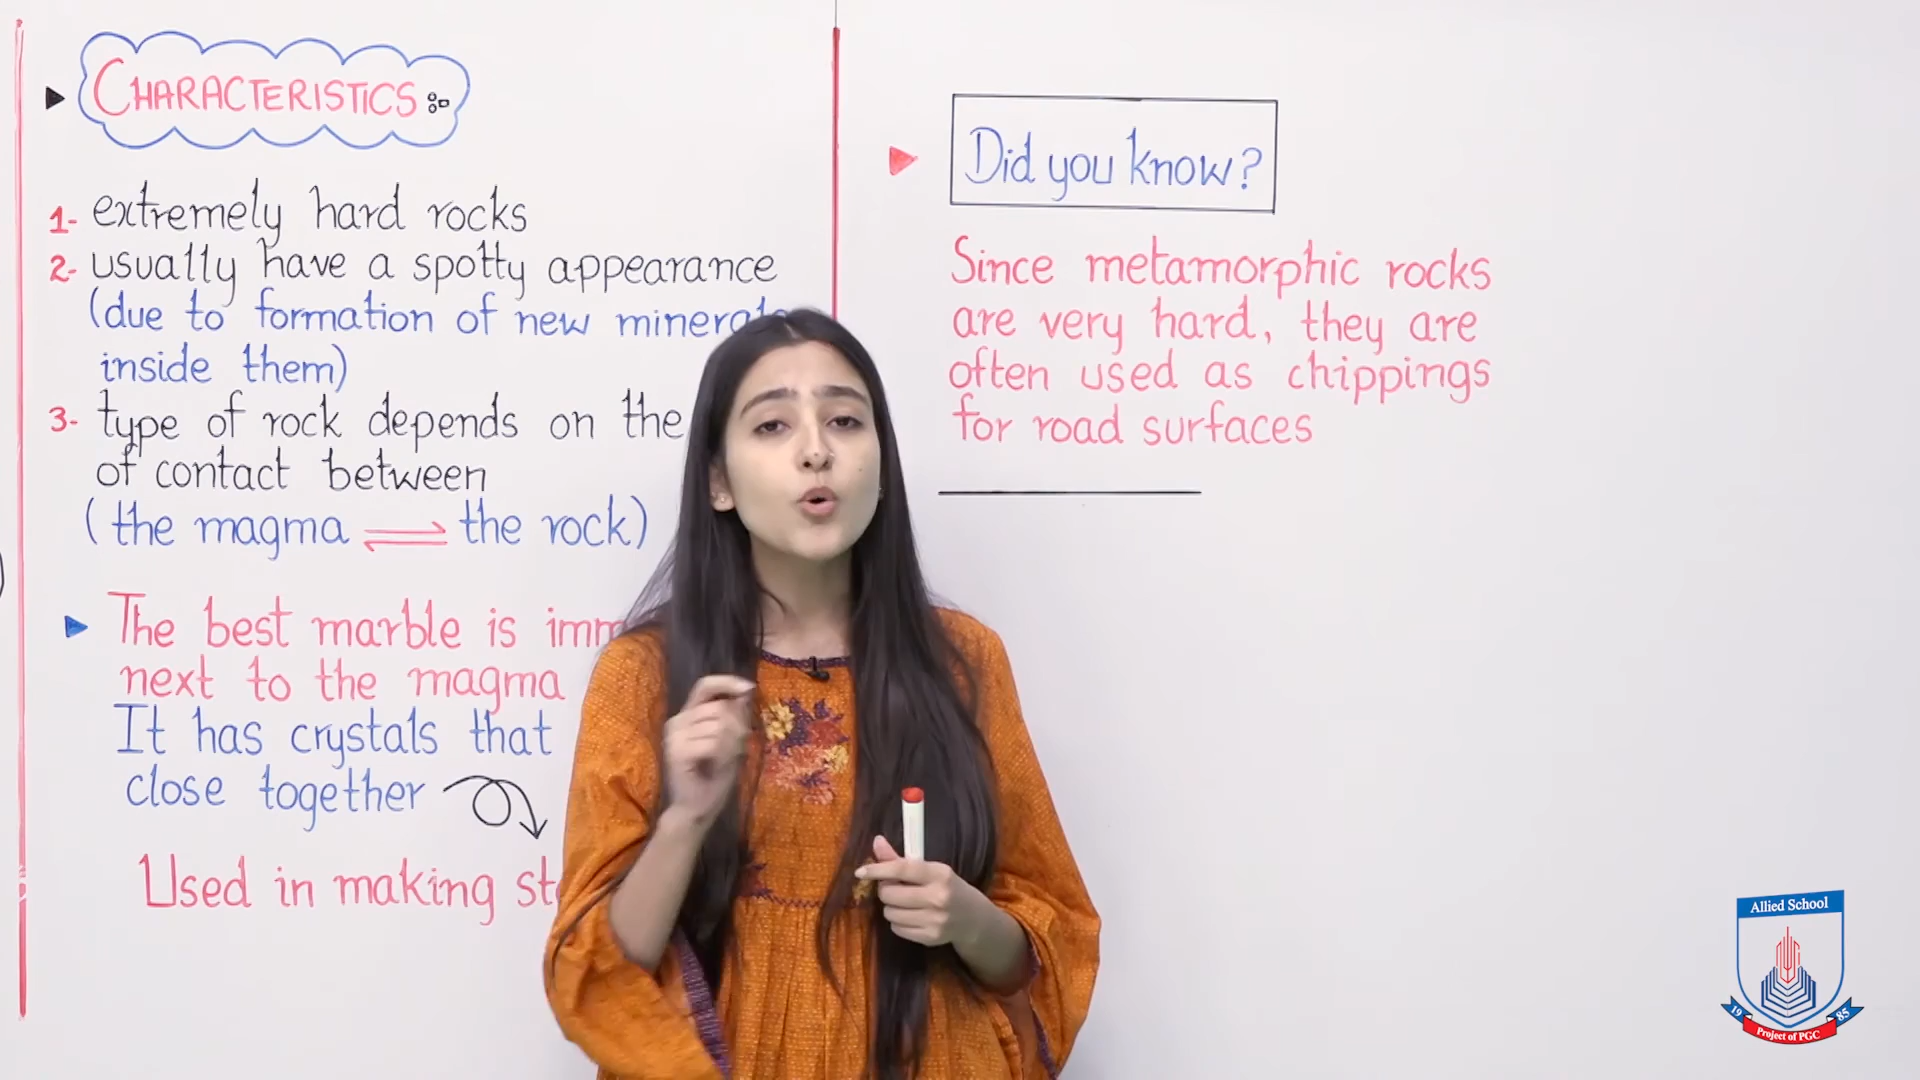 CHARACTERISTICS :-
1- extremely hard rocks
2- usually have a spotty appearance
(due to formation of new minerals
inside them)
3- type of rock depends on the
of contact between
(the magma ⇌ the rock)
The best marble is
next to the magma
It has crystals that
close together
Used in making
Did you know?
Since metamorphic rocks
are very hard, they are
often used as chippings
for road surfaces
Allied School
19 85
Project of PGC